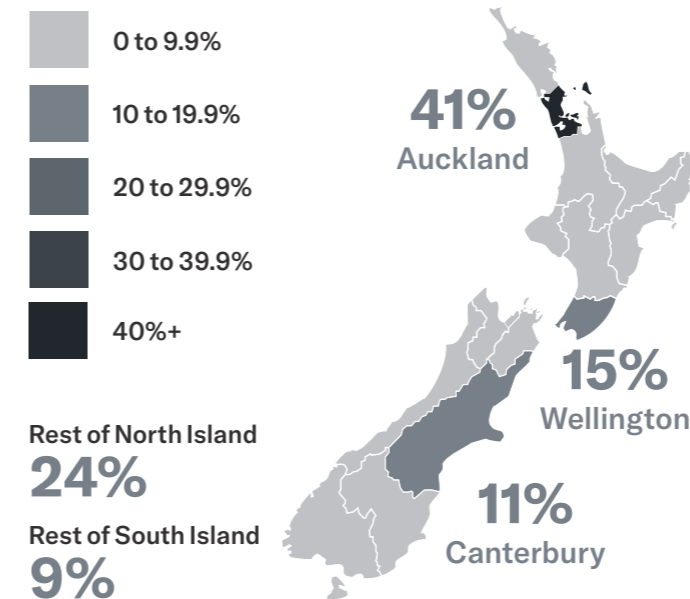 0 to 9.9%
10 to 19.9%
20 to 29.9%
30 to 39.9%
40%+
41%
Auckland
15%
Wellington
11%
Canterbury
Rest of North Island
24%
Rest of South Island
9%